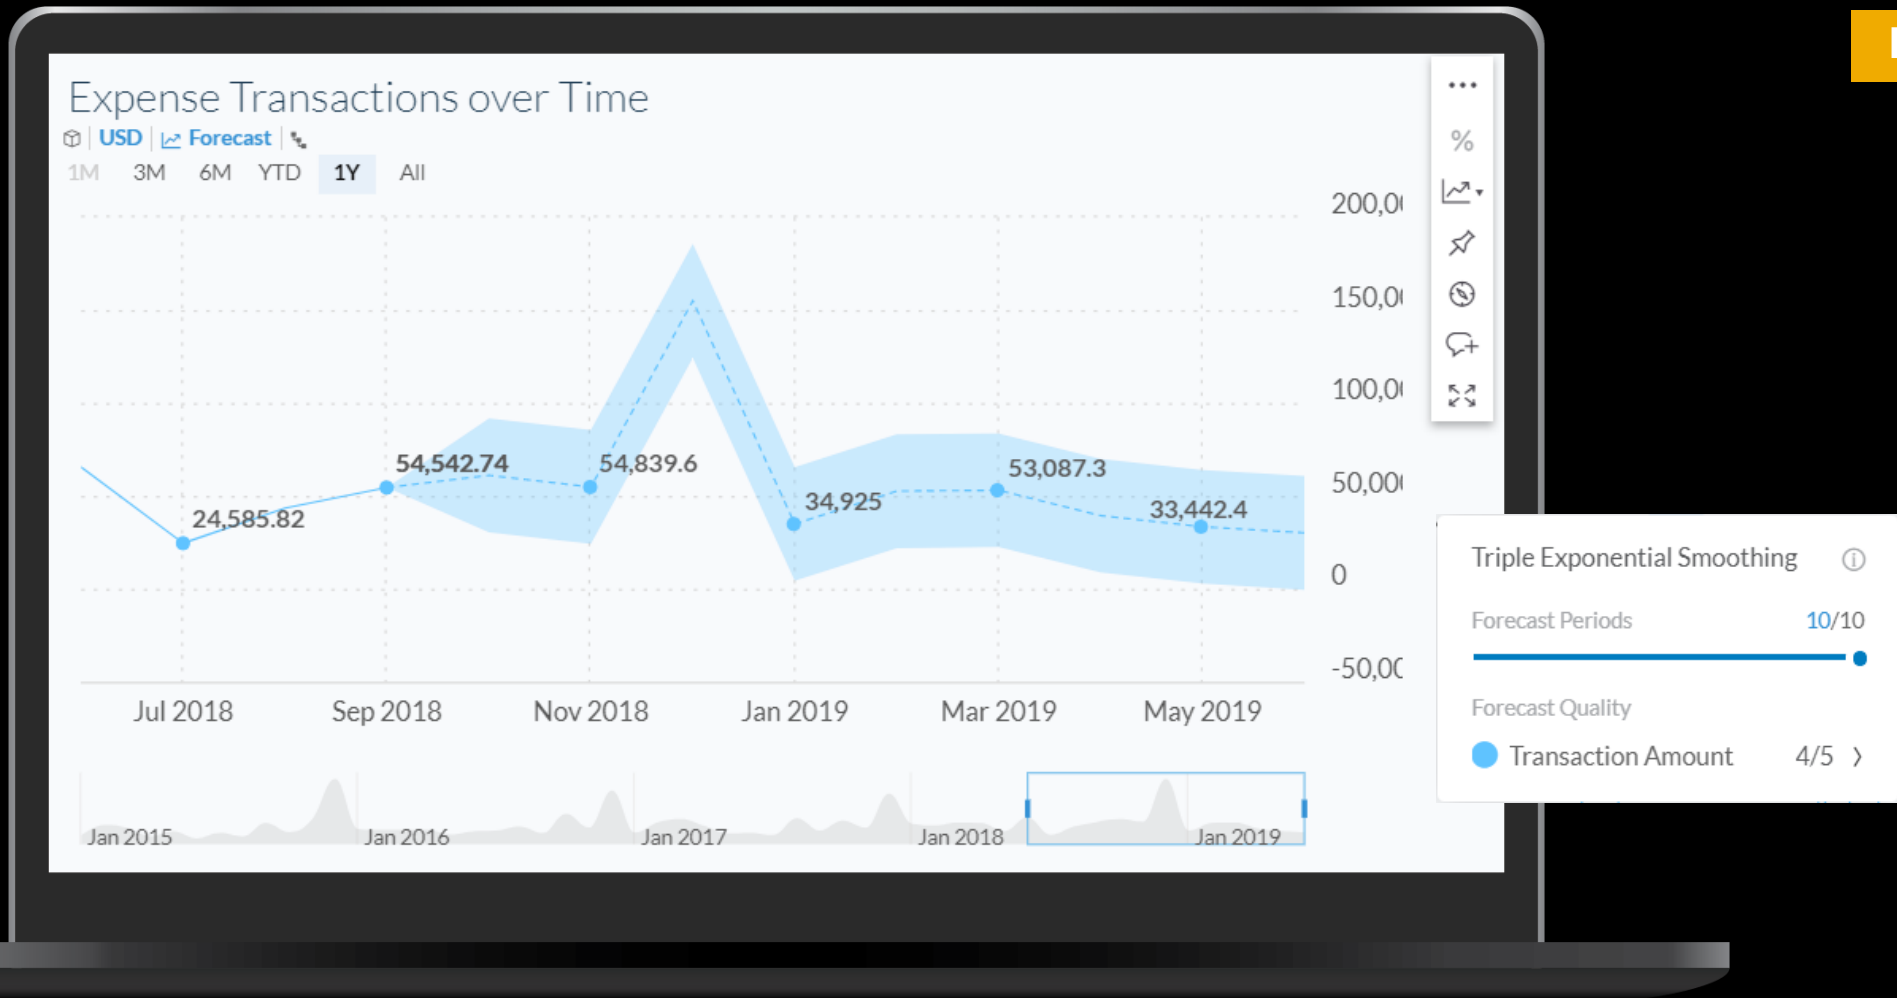 Expense Transactions over Time
USD Forecast
1M 3M 6M YTD 1Y All
200,0
150,0
100,0
50,00
0
-50,0
54,542.74
54,839.6
53,087.3
34,925
33,442.4
24,585.82
Jul 2018 Sep 2018 Nov 2018 Jan 2019 Mar 2019 May 2019
Jan 2015 Jan 2016 Jan 2017 Jan 2018 Jan 2019
%
Triple Exponential Smoothing
Forecast Periods 10/10
Forecast Quality
Transaction Amount 4/5